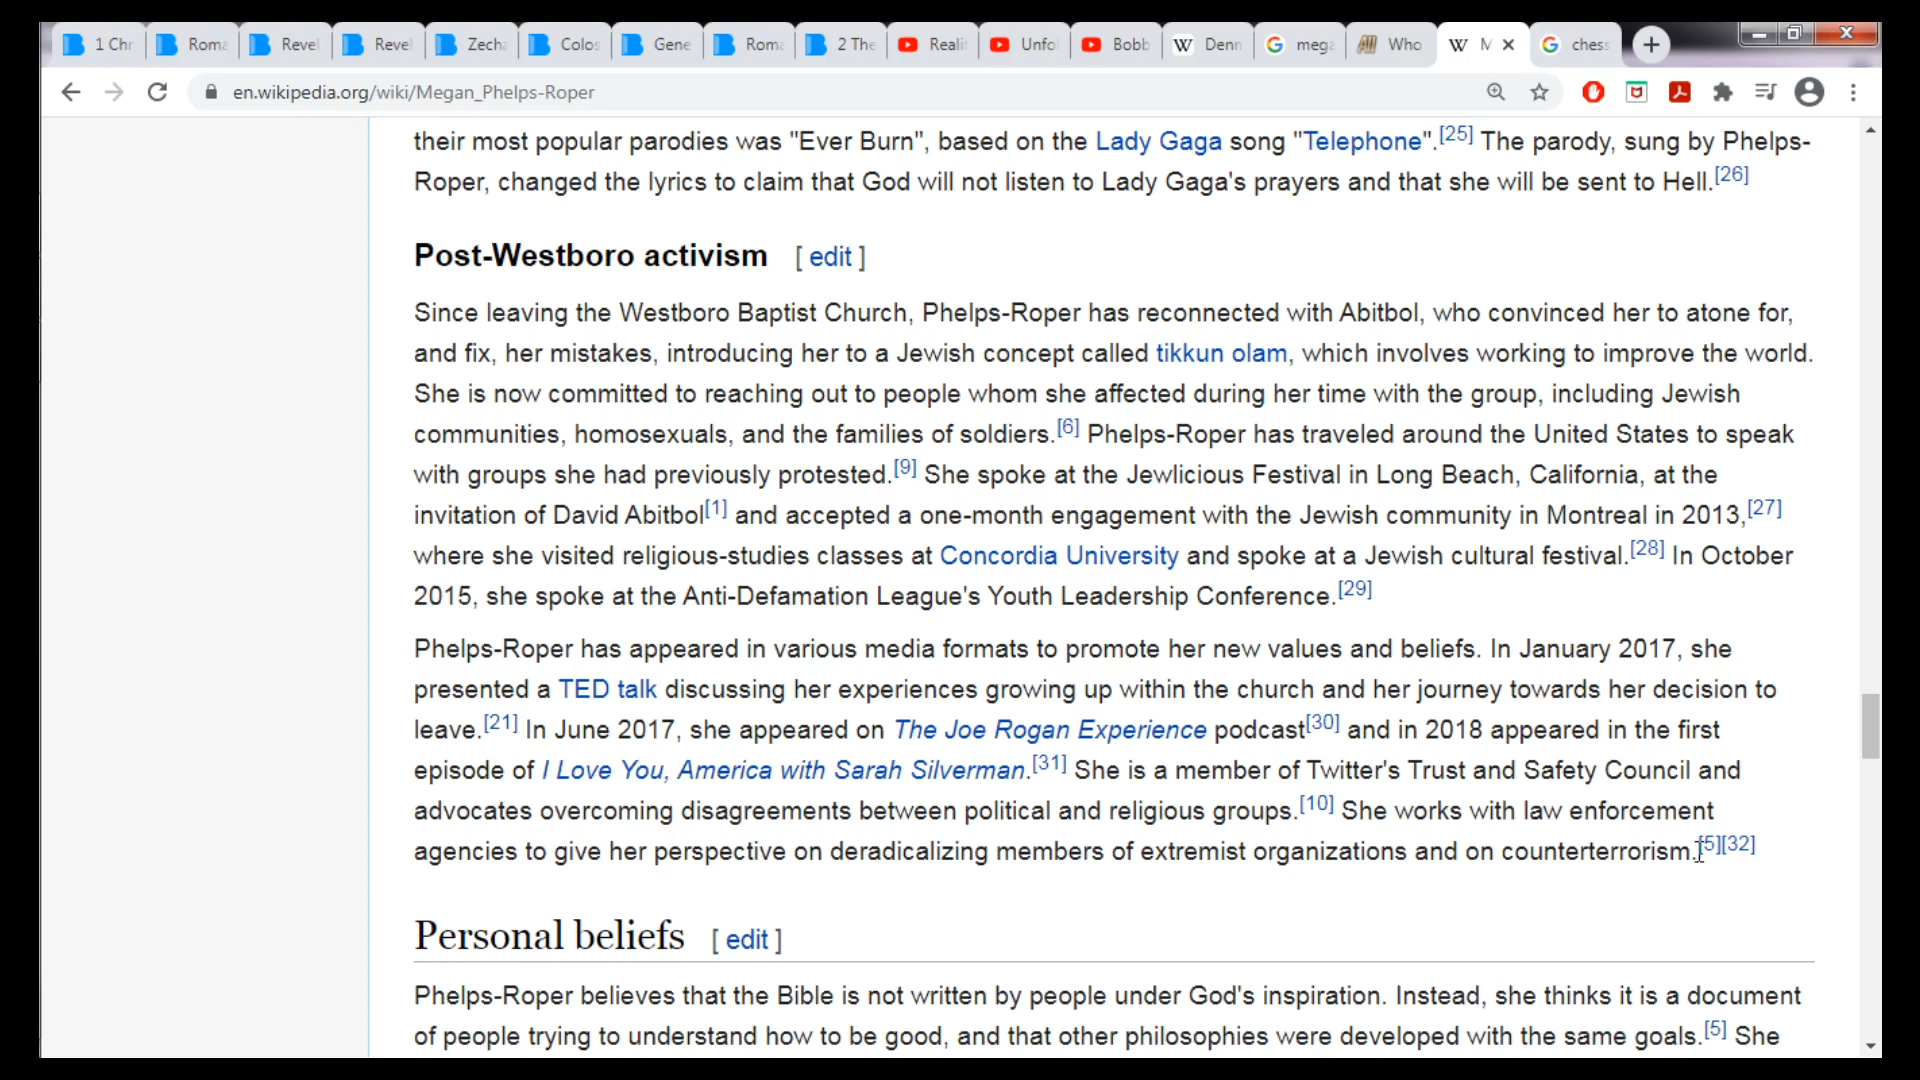 1 Chr
Roma
Revel
Revel
Zecha
Colos
Gene
Roma
2 The
Realit
Unfol
Bobb
Denn
mega
Who
M
chess
en.wikipedia.org/wiki/Megan_Phelps-Roper
their most popular parodies was "Ever Burn", based on the Lady Gaga song "Telephone".[25] The parody, sung by Phelps-
Roper, changed the lyrics to claim that God will not listen to Lady Gaga's prayers and that she will be sent to Hell.[26]
Post-Westboro activism [ edit ]
Since leaving the Westboro Baptist Church, Phelps-Roper has reconnected with Abitbol, who convinced her to atone for,
and fix, her mistakes, introducing her to a Jewish concept called tikkun olam, which involves working to improve the world.
She is now committed to reaching out to people whom she affected during her time with the group, including Jewish
communities, homosexuals, and the families of soldiers.[6] Phelps-Roper has traveled around the United States to speak
with groups she had previously protested.[9] She spoke at the Jewlicious Festival in Long Beach, California, at the
invitation of David Abitbol[1] and accepted a one-month engagement with the Jewish community in Montreal in 2013,[27]
where she visited religious-studies classes at Concordia University and spoke at a Jewish cultural festival.[28] In October
2015, she spoke at the Anti-Defamation League's Youth Leadership Conference.[29]
Phelps-Roper has appeared in various media formats to promote her new values and beliefs. In January 2017, she
presented a TED talk discussing her experiences growing up within the church and her journey towards her decision to
leave.[21] In June 2017, she appeared on The Joe Rogan Experience podcast[30] and in 2018 appeared in the first
episode of I Love You, America with Sarah Silverman.[31] She is a member of Twitter's Trust and Safety Council and
advocates overcoming disagreements between political and religious groups.[10] She works with law enforcement
agencies to give her perspective on deradicalizing members of extremist organizations and on counterterrorism.[5][32]
Personal beliefs [ edit ]
Phelps-Roper believes that the Bible is not written by people under God's inspiration. Instead, she thinks it is a document
of people trying to understand how to be good, and that other philosophies were developed with the same goals.[5] She